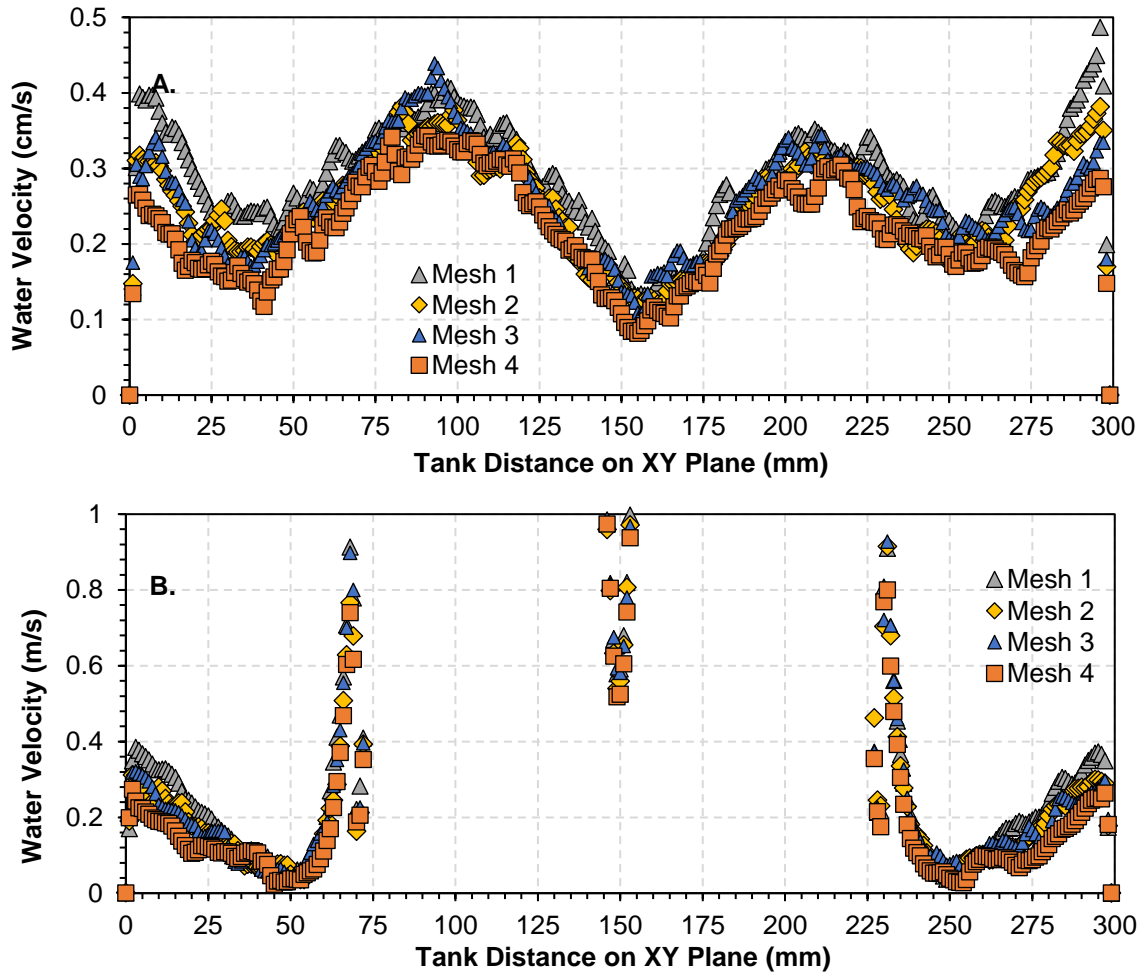 0.5
0.4
0.3
0.2
0.1
0
Water Velocity (cm/s)
A.
Mesh 1
Mesh 2
Mesh 3
Mesh 4
0 25 50 75 100 125 150 175 200 225 250 275 300
Tank Distance on XY Plane (mm)
1
0.8
0.6
0.4
0.2
0
Water Velocity (m/s)
B.
Mesh 1
Mesh 2
Mesh 3
Mesh 4
0 25 50 75 100 125 150 175 200 225 250 275 300
Tank Distance on XY Plane (mm)